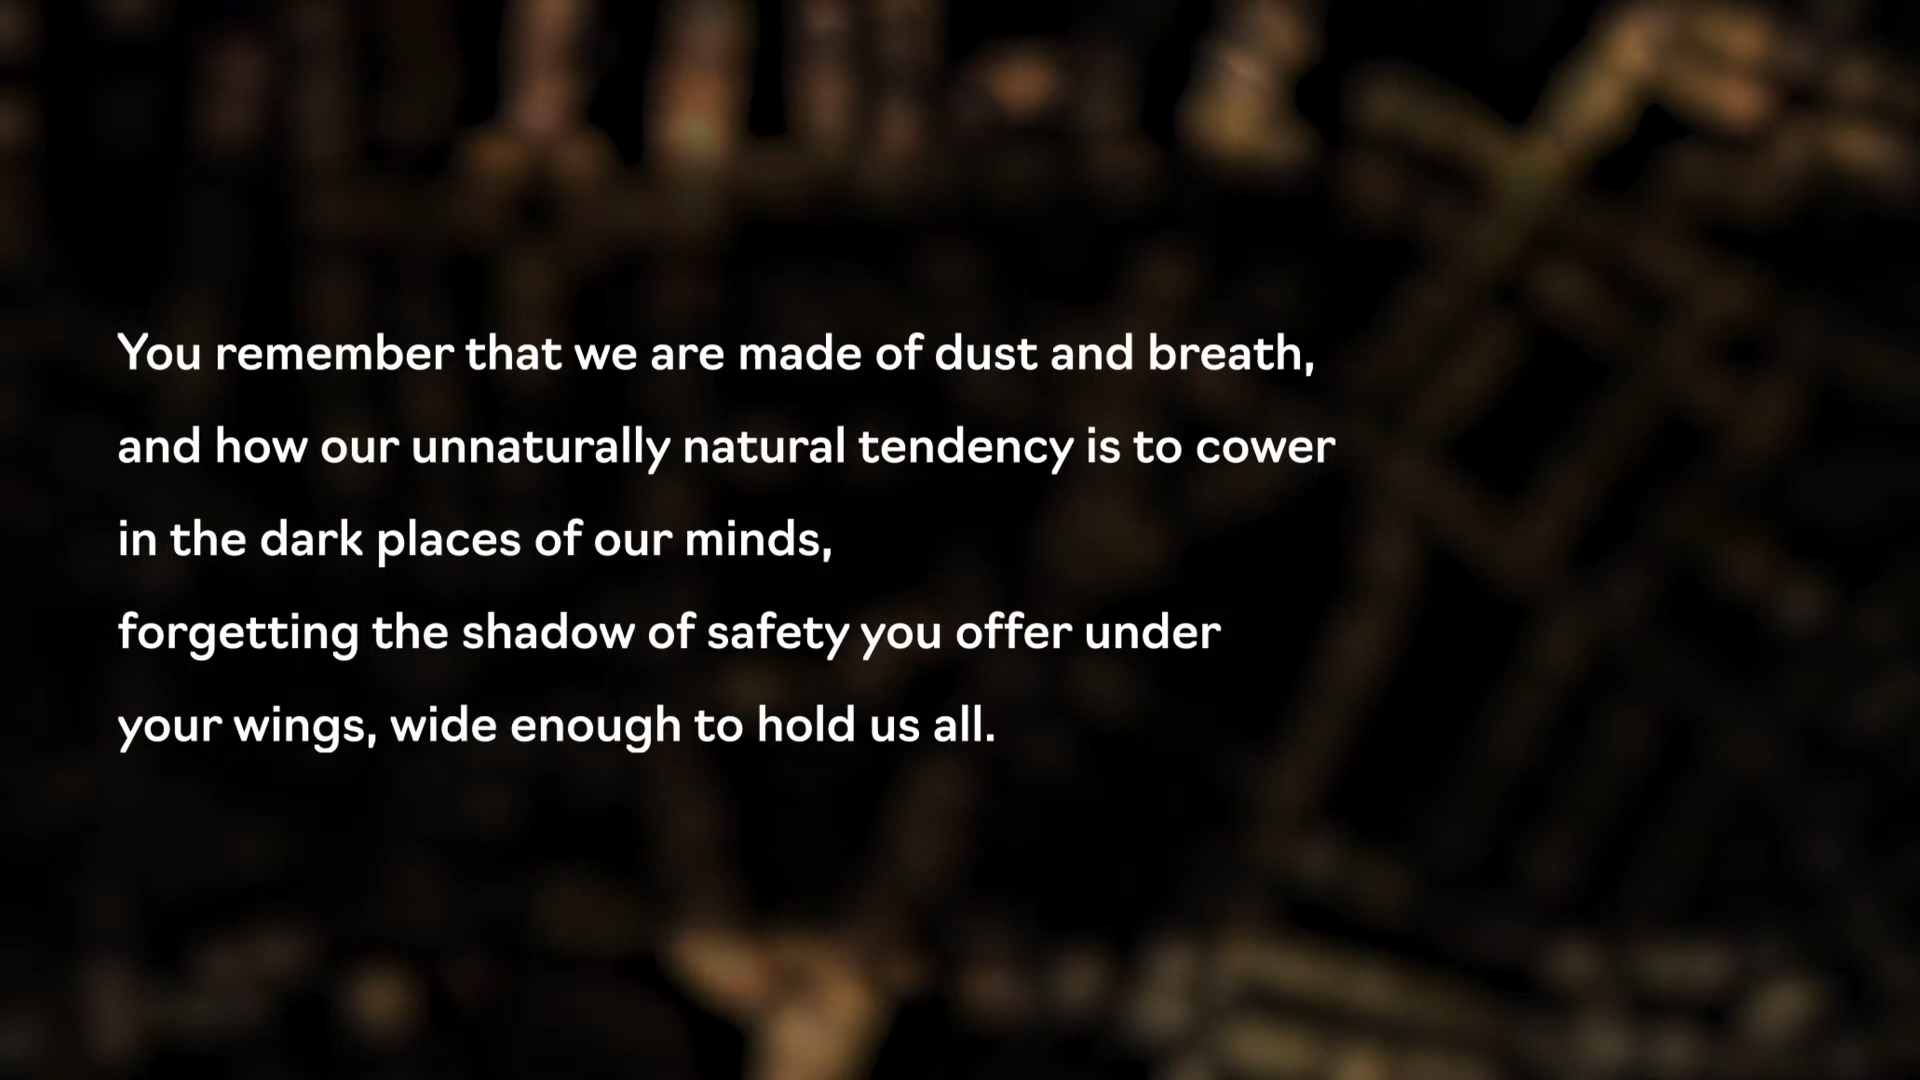 You remember that we are made of dust and breath,
and how our unnaturally natural tendency is to cower
in the dark places of our minds,
forgetting the shadow of safety you offer under
your wings, wide enough to hold us all.